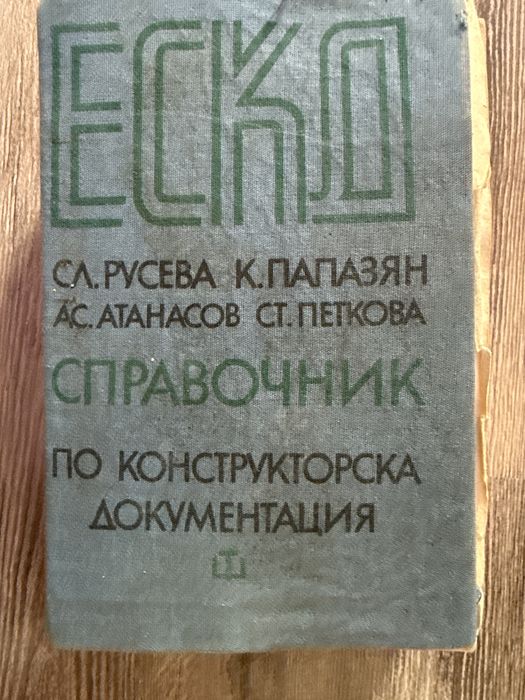 ЕСКД
СЛ. РУСЕВА К. ПАПАЗЯН
АС. АТАНАСОВ СТ. ПЕТКОВА
СПРАВОЧНИК
ПО КОНСТРУКТОРСКА
ДОКУМЕНТАЦИЯ